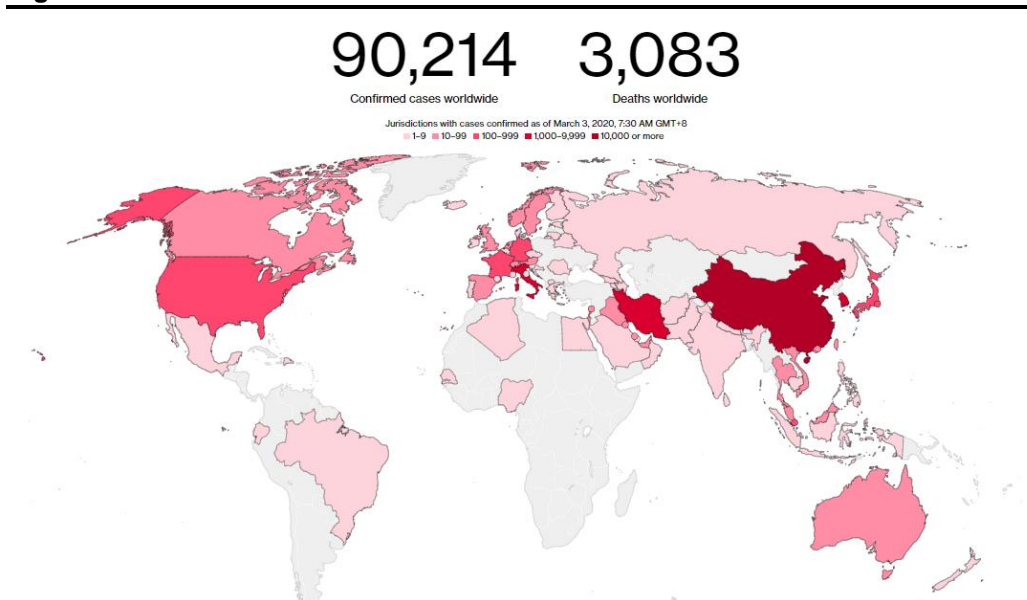 90,214 3,083
Confirmed cases worldwide Deaths worldwide
Jurisdictions with cases confirmed as of March 3, 2020, 7:30 AM GMT+8
1–9 10–99 100–999 1,000–9,999 10,000 or more